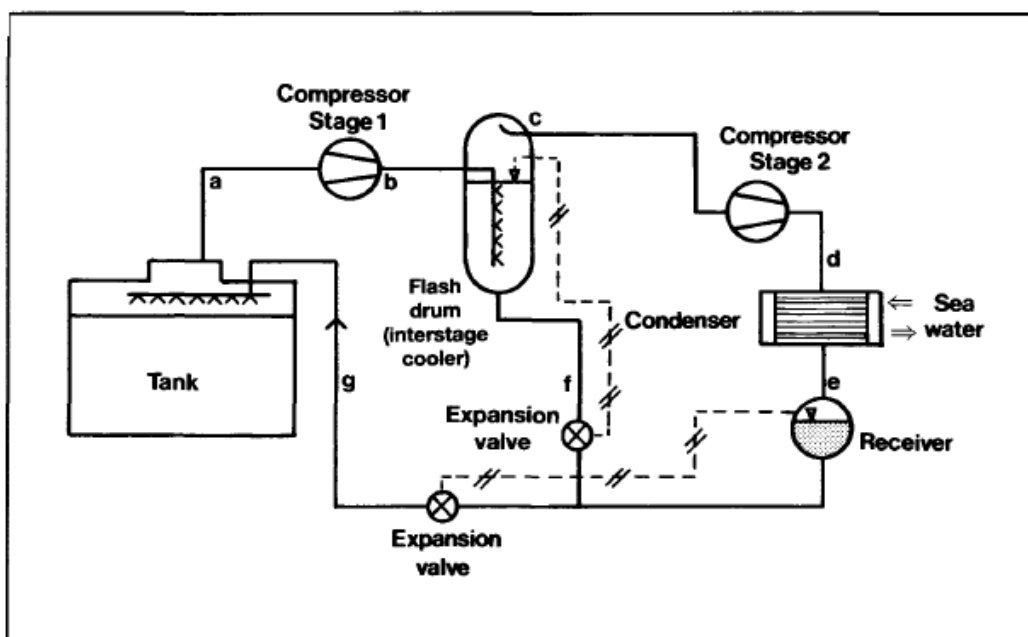 Compressor
Stage 1
c
Compressor
Stage 2
a
b
d
Flash
drum
(interstage
cooler)
Condenser
Sea
water
Tank
g
f
e
Expansion
valve
Receiver
Expansion
valve